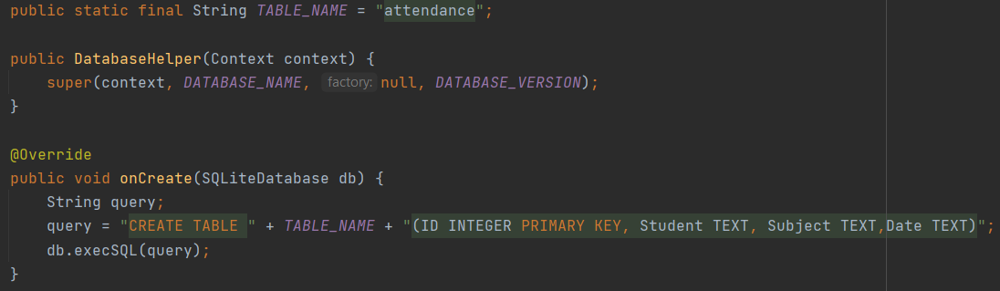 public static final String TABLE_NAME = "attendance";
public DatabaseHelper(Context context) {
super(context, DATABASE_NAME, factory: null, DATABASE_VERSION);
}
@Override
public void onCreate(SQLiteDatabase db) {
String query;
query = "CREATE TABLE " + TABLE_NAME + "(ID INTEGER PRIMARY KEY, Student TEXT, Subject TEXT,Date TEXT)";
db.execSQL(query);
}